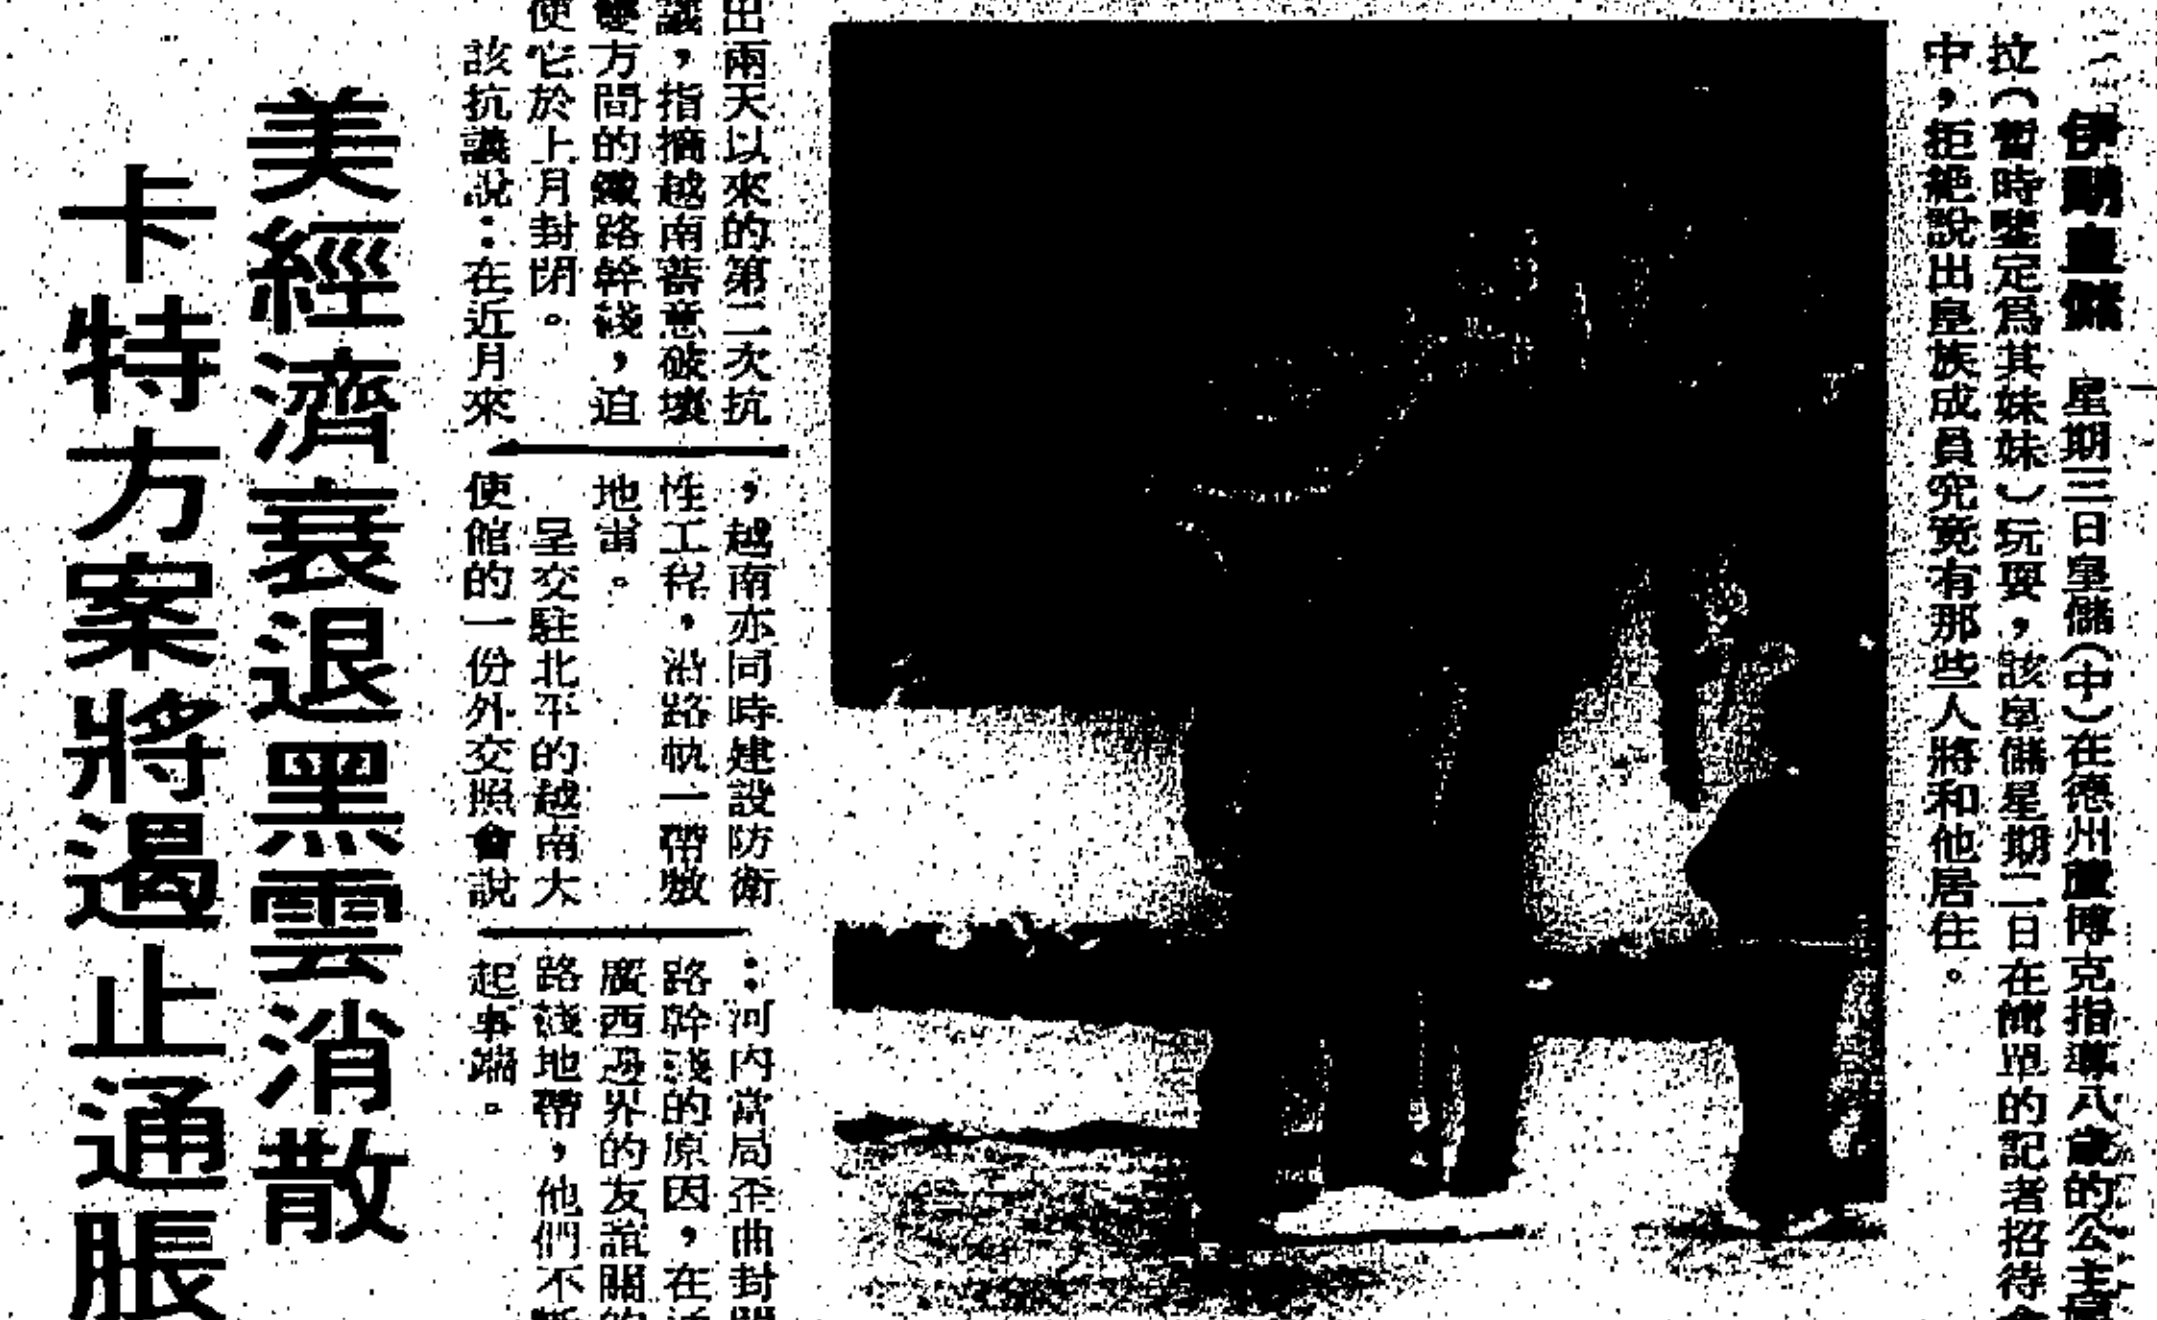 伊朗皇儲 星期三日皇儲(中)在德州蘆博克指導八歲的公主
拉(暫時鑒定爲其妹妹)玩耍,該皇儲星期二日在簡單的記者招待會
中,拒絕說出皇族成員究竟有那些人將和他居住。
出兩天以來的第二次抗
議,指摘越南蓄意破壞
雙方間的鐵路幹綫,迫
使它於上月封閉。
該抗議說:在近月來
,越南亦同時建設防衛
性工程,沿路軌一帶散
地雷。
呈交駐北平的越南大
使館的一份外交照會說
:河內當局歪曲封閉
路幹綫的原因,在
廣西邊界的友誼關的
路綫地帶,他們不斷
起事端。
美經濟衰退黑雲消散
卡特方案將遏止通脹